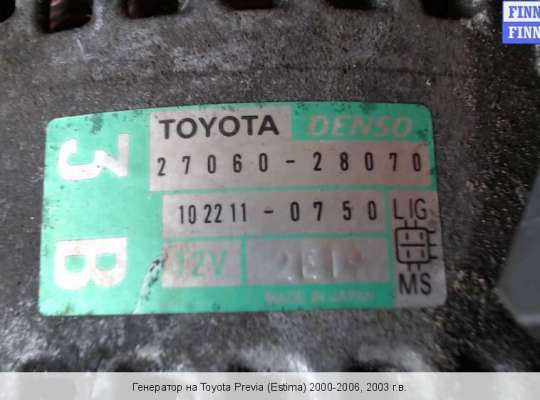 FINN
FINN
TOYOTA DENSO
3 B
27060-28070
102211-0750
LIG
12V
MS
MADE IN JAPAN
Генератор на Toyota Previa (Estima) 2000-2006, 2003 г.в.